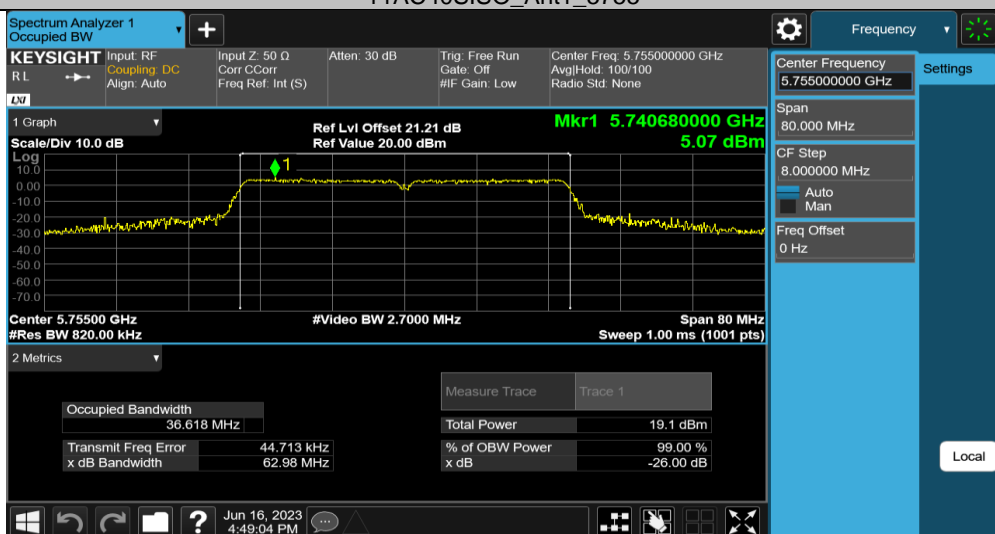 Spectrum Analyzer 1
Occupied BW
Frequency
KEYSIGHT
R L
LXI
Input: RF
Coupling: DC
Align: Auto
Input Z: 50 Ω
Corr CCorr
Freq Ref: Int (S)
Atten: 30 dB
Trig: Free Run
Gate: Off
#IF Gain: Low
Center Freq: 5.755000000 GHz
Avg|Hold: 100/100
Radio Std: None
Center Frequency
5.755000000 GHz
Settings
Span
80.000 MHz
CF Step
8.000000 MHz
Auto
Man
Freq Offset
0 Hz
Local
1 Graph
Scale/Div 10.0 dB
Ref Lvl Offset 21.21 dB
Ref Value 20.00 dBm
Mkr1 5.740680000 GHz
5.07 dBm
Log
1
10.0
0.00
-10.0
-20.0
-30.0
-40.0
-50.0
-60.0
-70.0
Center 5.75500 GHz
#Video BW 2.7000 MHz
Span 80 MHz
#Res BW 820.00 kHz
Sweep 1.00 ms (1001 pts)
2 Metrics
Measure Trace
Trace 1
Occupied Bandwidth
36.618 MHz
Total Power
19.1 dBm
Transmit Freq Error
44.713 kHz
% of OBW Power
99.00 %
x dB Bandwidth
62.98 MHz
x dB
-26.00 dB
Jun 16, 2023
4:49:04 PM